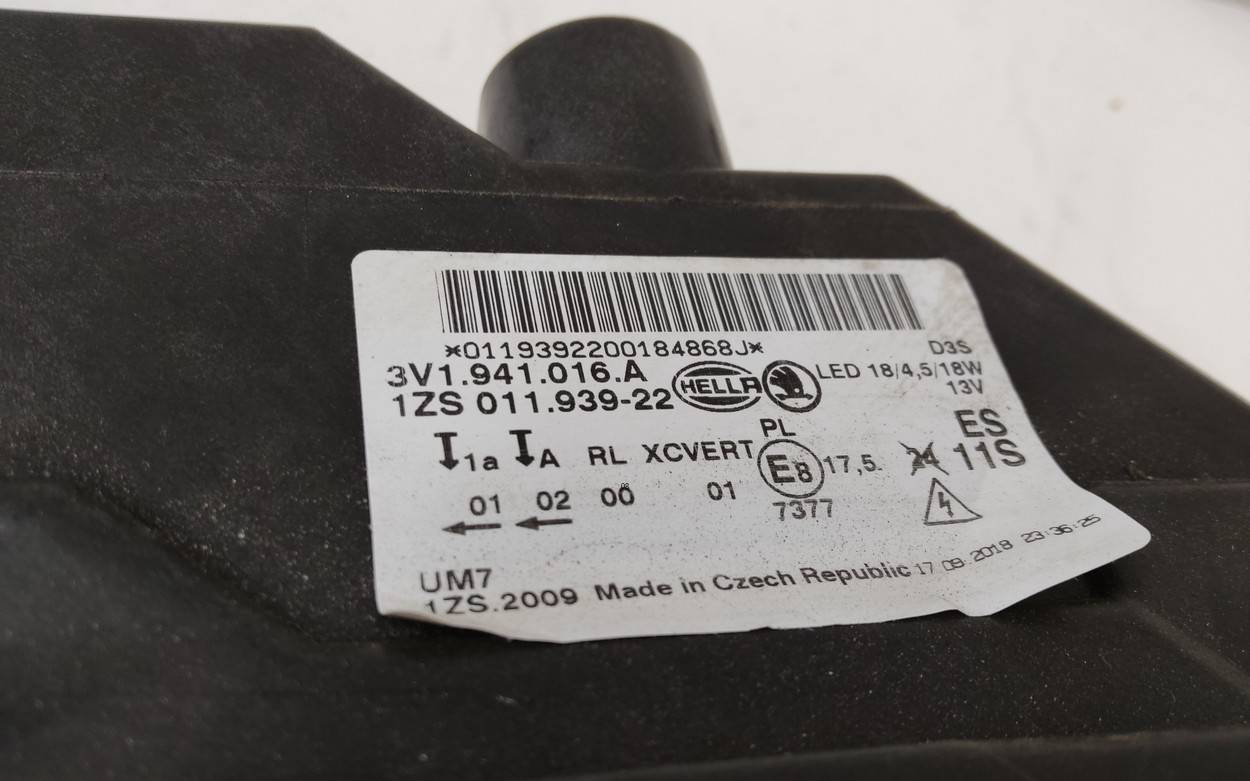 *0119392200184868J*
3V1.941.016.A
1ZS 011.939-22
HELLA
D3S
LED 18/4,5/18W
13V
1a A RL XCVERT PL
E8 17,5. 24 11S
ES
01 02 00 01
7377
UM7
1ZS.2009 Made in Czech Republic 17.09.2018 23:36:25